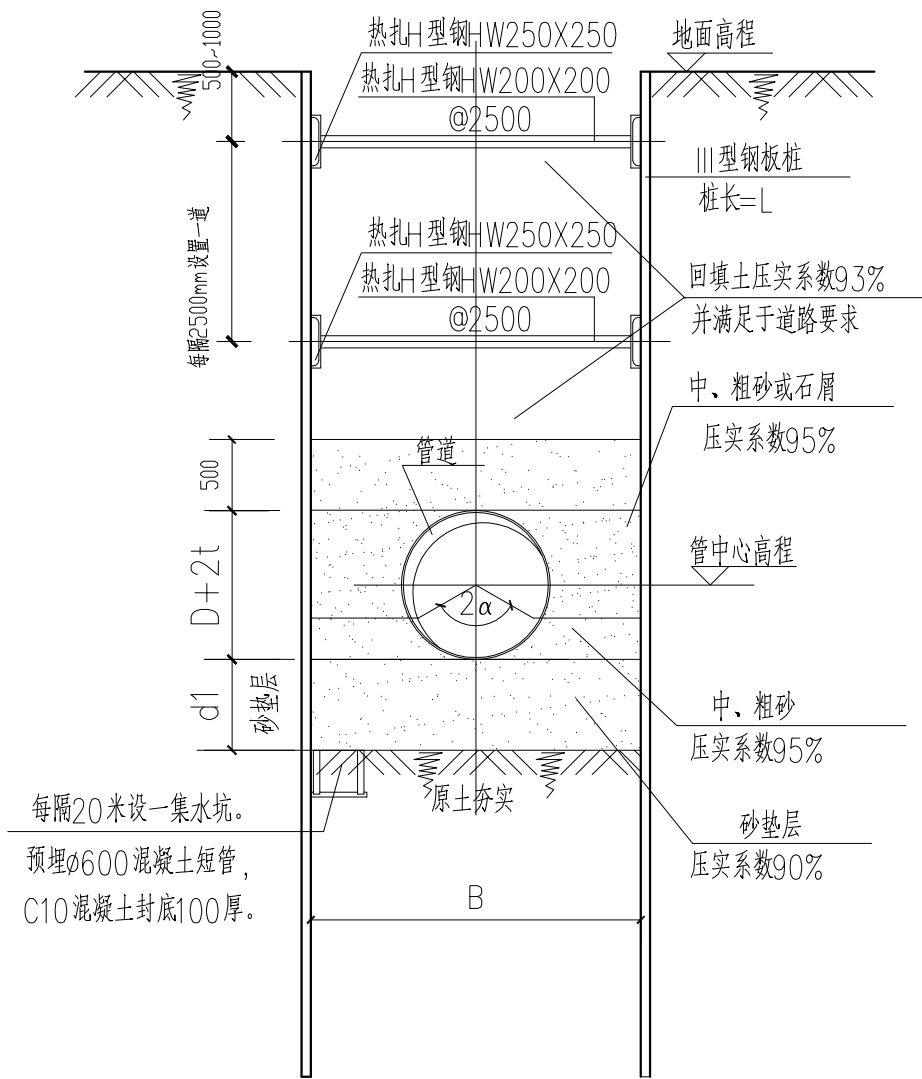 500~1000
热扎H型钢HW250X250
热扎H型钢HW200X200
@2500
地面高程
III型钢板桩
桩长=L
每隔2500mm设置一道
热扎H型钢HW250X250
热扎H型钢HW200X200
@2500
回填土压实系数93%
并满足于道路要求
中、粗砂或石屑
压实系数95%
500
管道
管中心高程
D+2t
2α
d1
砂垫层
中、粗砂
压实系数95%
原土夯实
砂垫层
压实系数90%
每隔20米设一集水坑。
预埋ø600混凝土短管,
C10混凝土封底100厚。
B